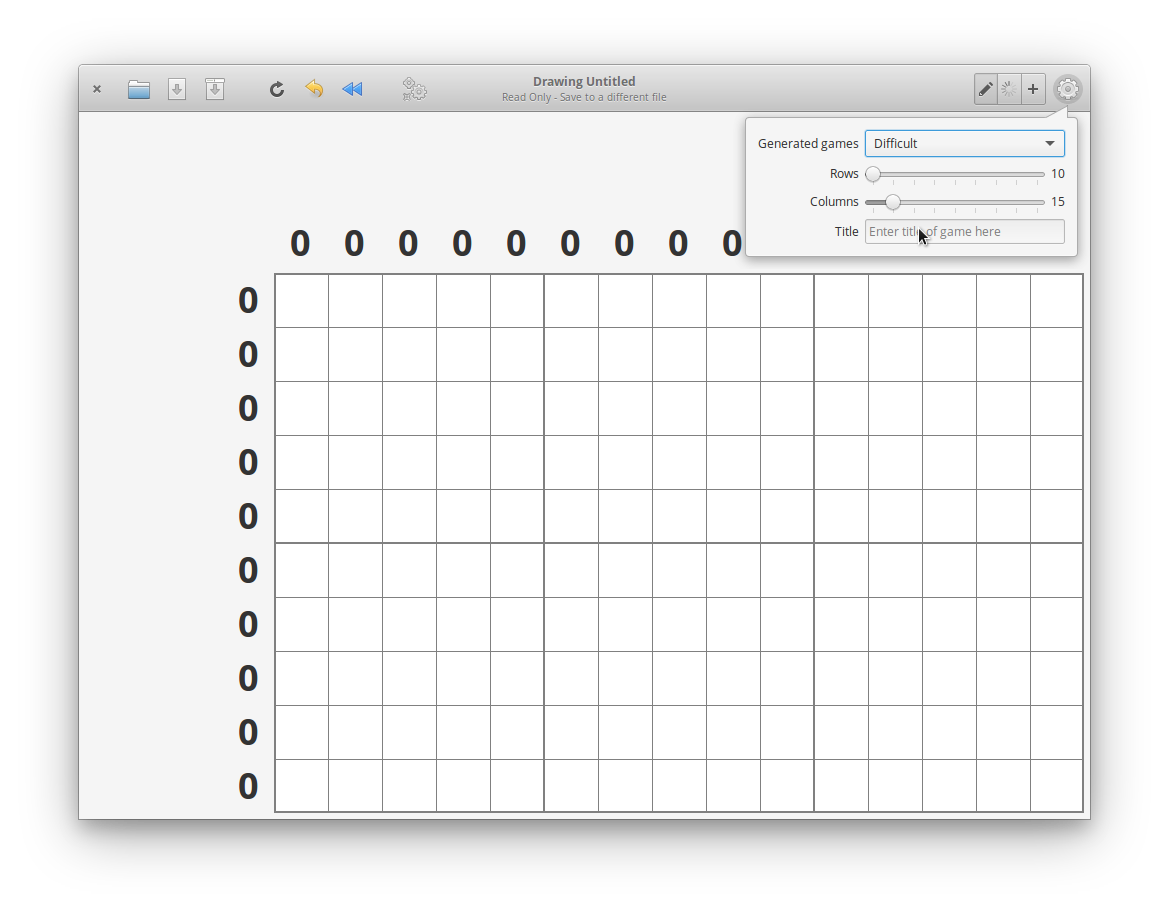 Drawing Untitled
Read Only - Save to a different file
Generated games Difficult
Rows 10
Columns 15
Title Enter title of game here
0 0 0 0 0 0 0 0 0
0
0
0
0
0
0
0
0
0
0